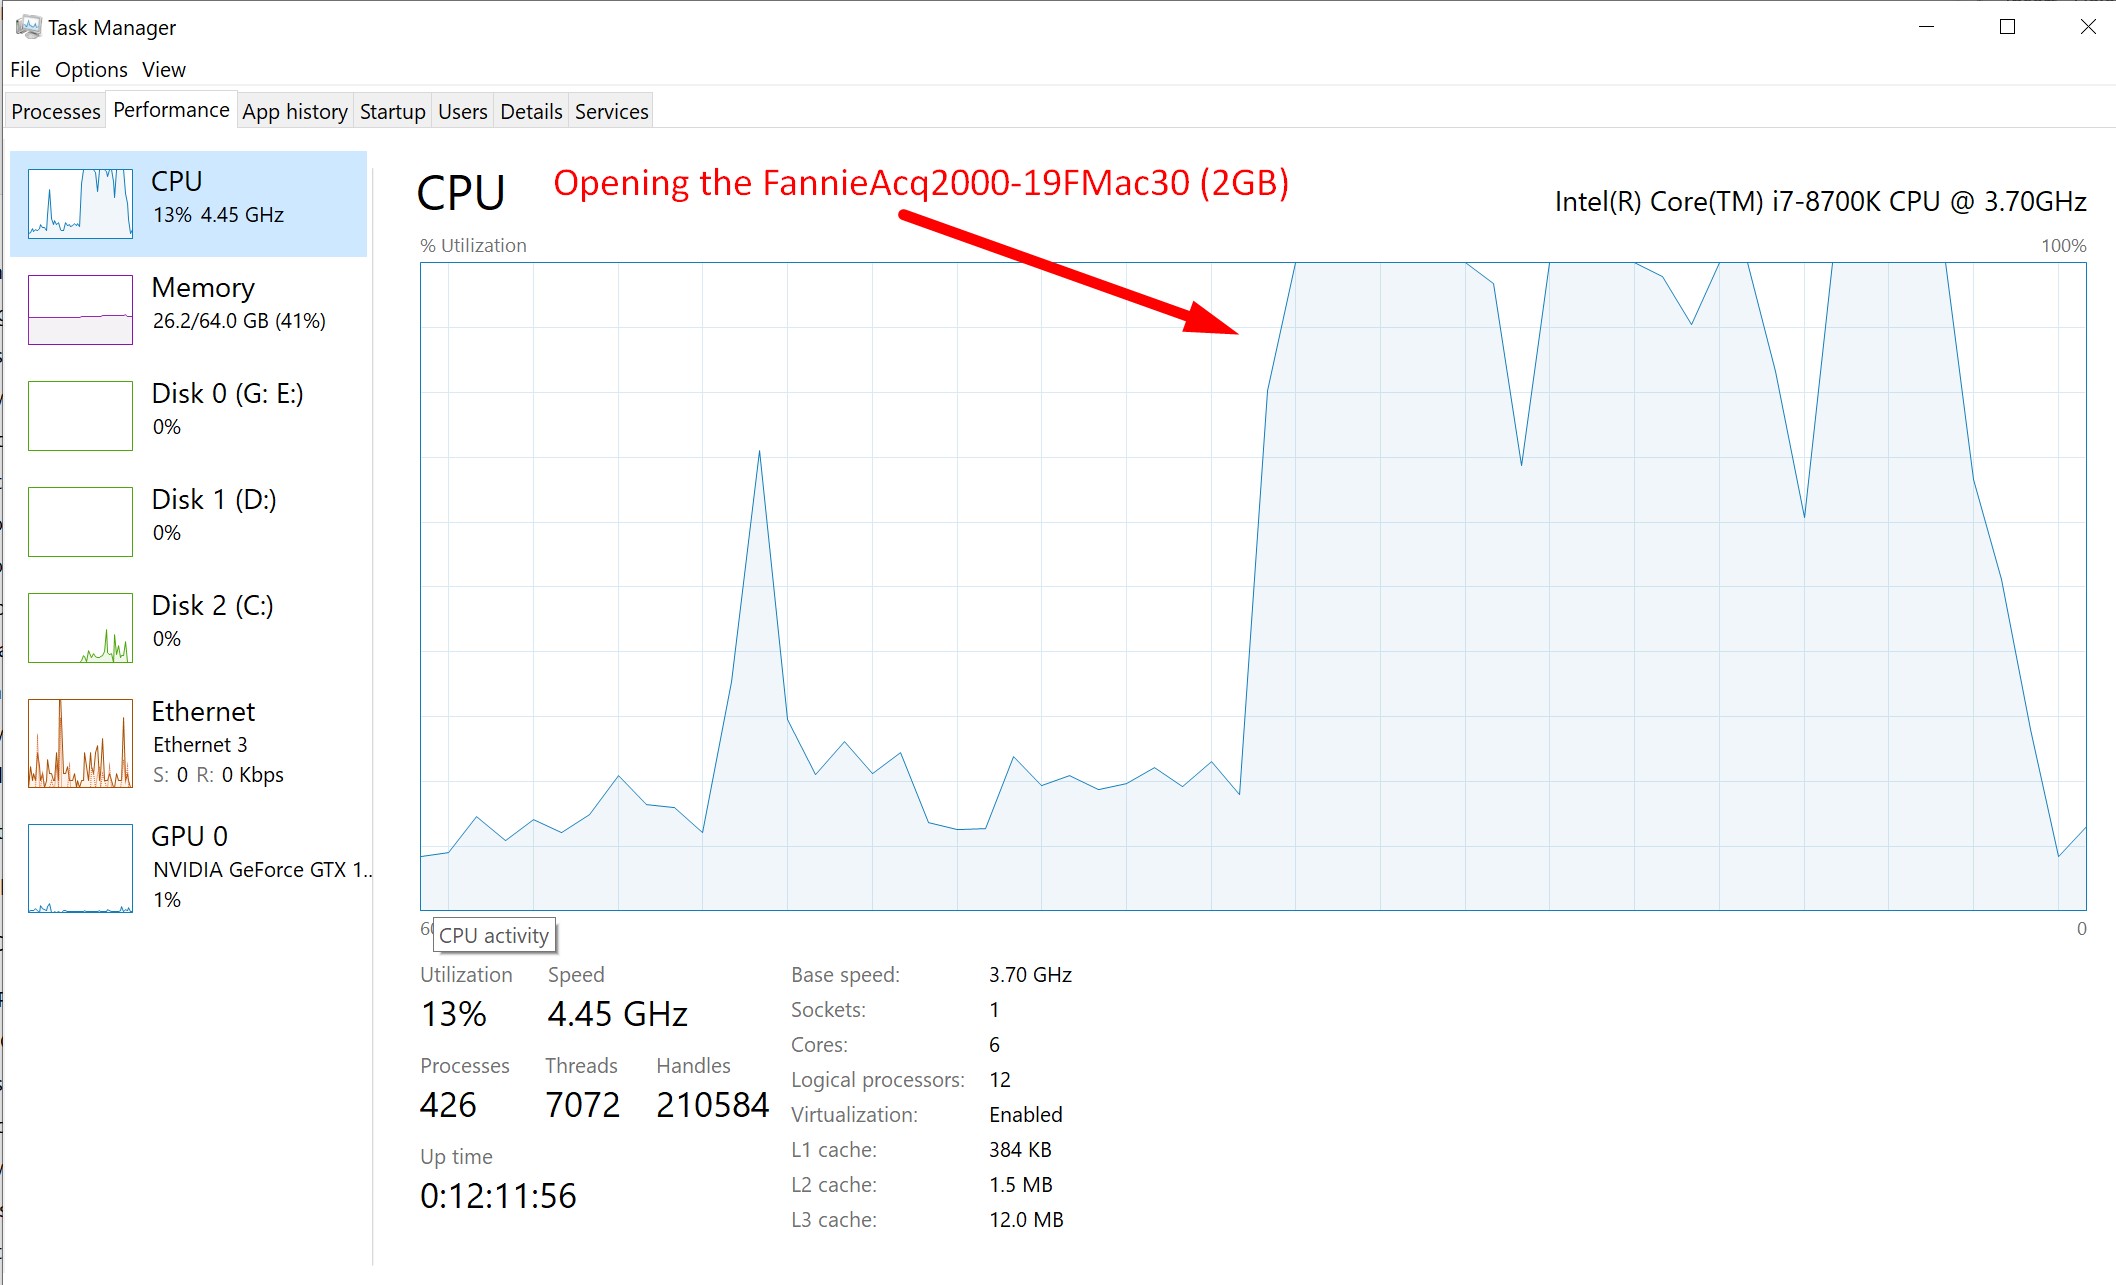 Task Manager
File Options View
Processes Performance App history Startup Users Details Services
CPU
13% 4.45 GHz
Memory
26.2/64.0 GB (41%)
Disk 0 (G: E:)
0%
Disk 1 (D:)
0%
Disk 2 (C:)
0%
Ethernet
Ethernet 3
S: 0 R: 0 Kbps
GPU 0
NVIDIA GeForce GTX 1..
1%
CPU
Opening the FannieAcq2000-19FMac30 (2GB)
Intel(R) Core(TM) i7-8700K CPU @ 3.70GHz
% Utilization 100%
0
CPU activity
Utilization Speed
13% 4.45 GHz
Processes Threads Handles
426 7072 210584
Up time
0:12:11:56
Base speed: 3.70 GHz
Sockets: 1
Cores: 6
Logical processors: 12
Virtualization: Enabled
L1 cache: 384 KB
L2 cache: 1.5 MB
L3 cache: 12.0 MB